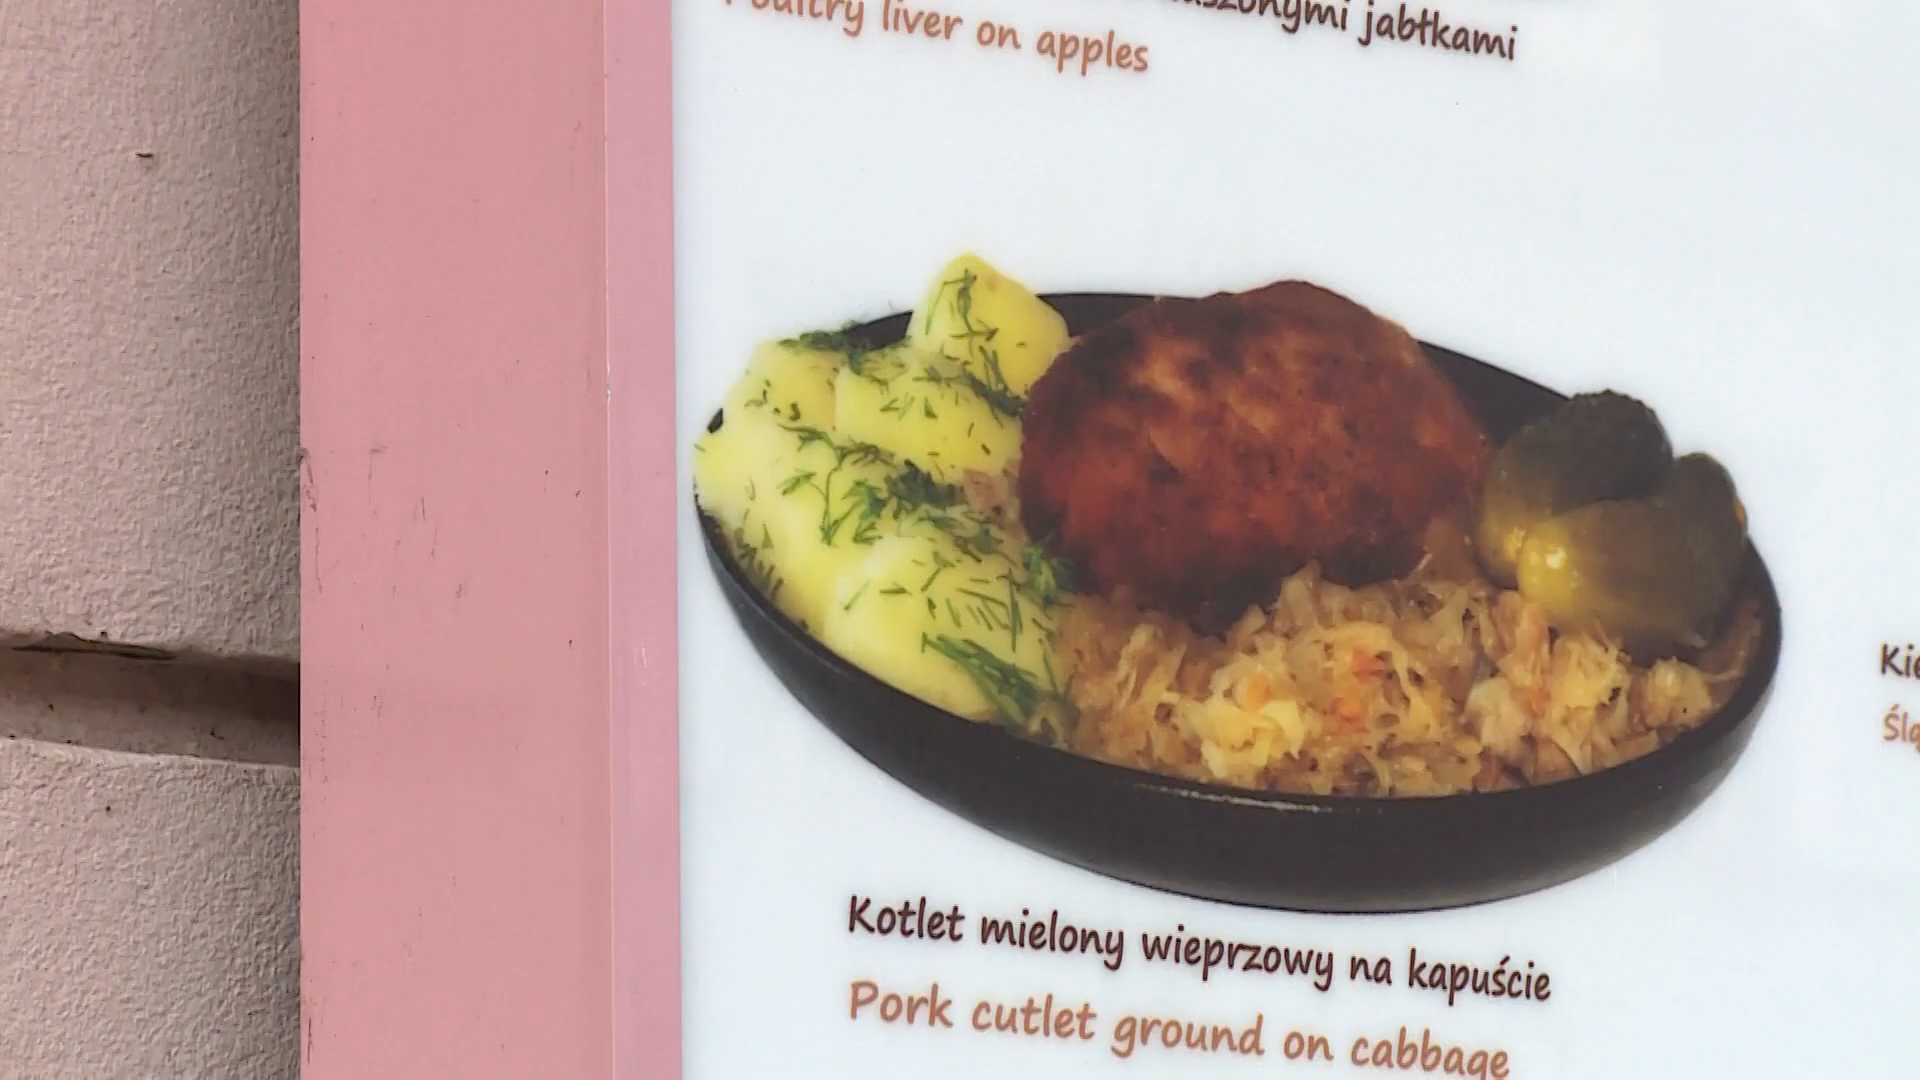 jabłkami
Poultry liver on apples
Kotlet mielony wieprzowy na kapuście
Pork cutlet ground on cabbage